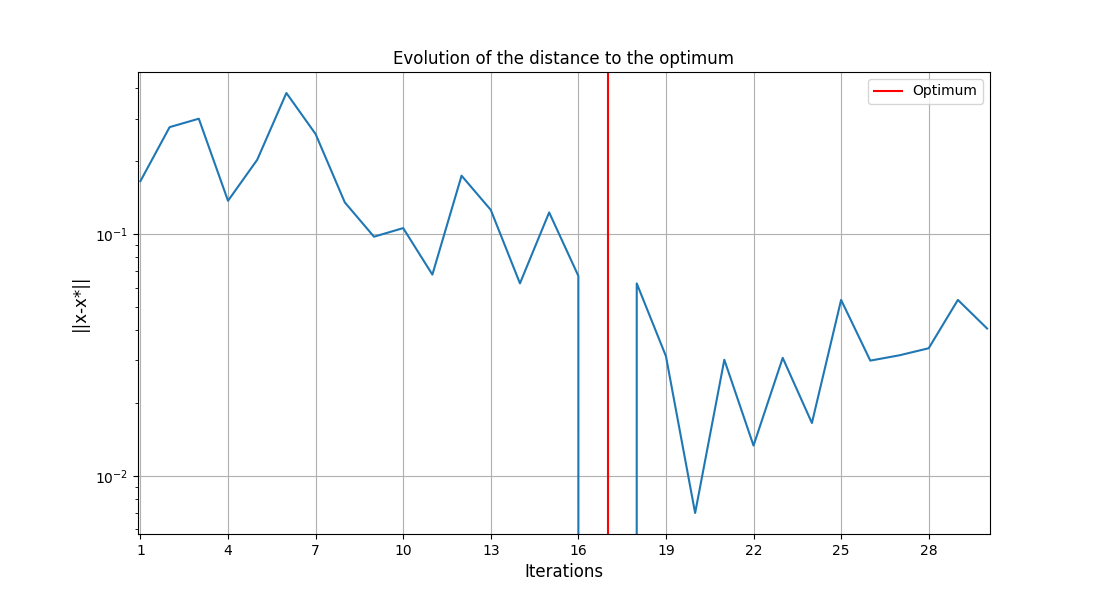 Evolution of the distance to the optimum
Optimum
10⁻¹
10⁻²
||x-x*||
1 4 7 10 13 16 19 22 25 28
Iterations